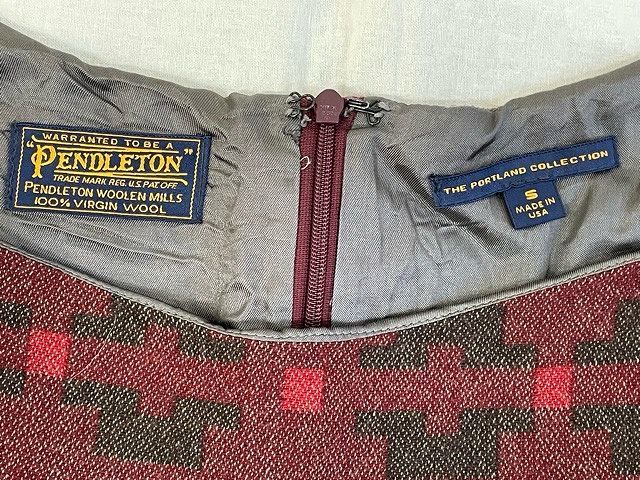 WARRANTED TO BE A
"PENDLETON"
TRADE MARK REG. U.S. PAT. OFF.
PENDLETON WOOLEN MILLS
100% VIRGIN WOOL
THE PORTLAND COLLECTION
S
MADE IN
USA